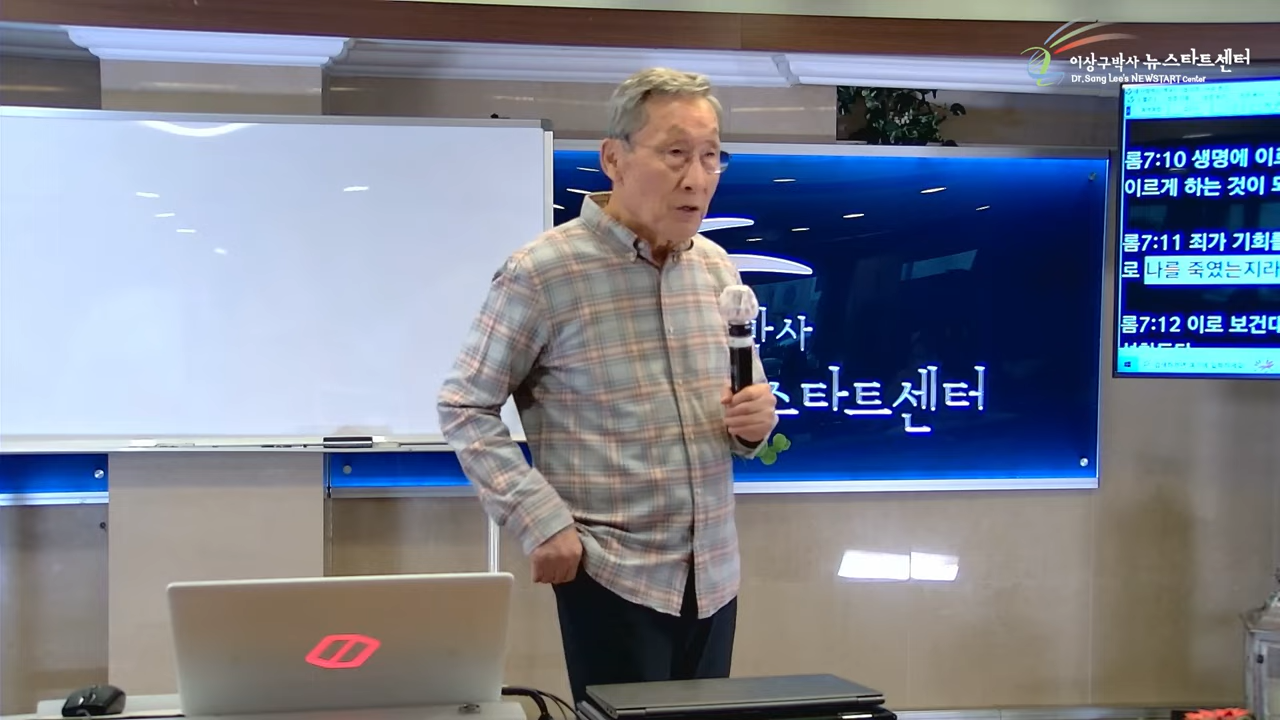 이상구박사 뉴스타트센터
Dr. Sang Lee's NEWSTART Center
롬7:10 생명에 이르
이르게 하는 것이
롬7:11 죄가 기회를
로 나를 죽였는지라
롬7:12 이로 보건대
박사
스타트센터